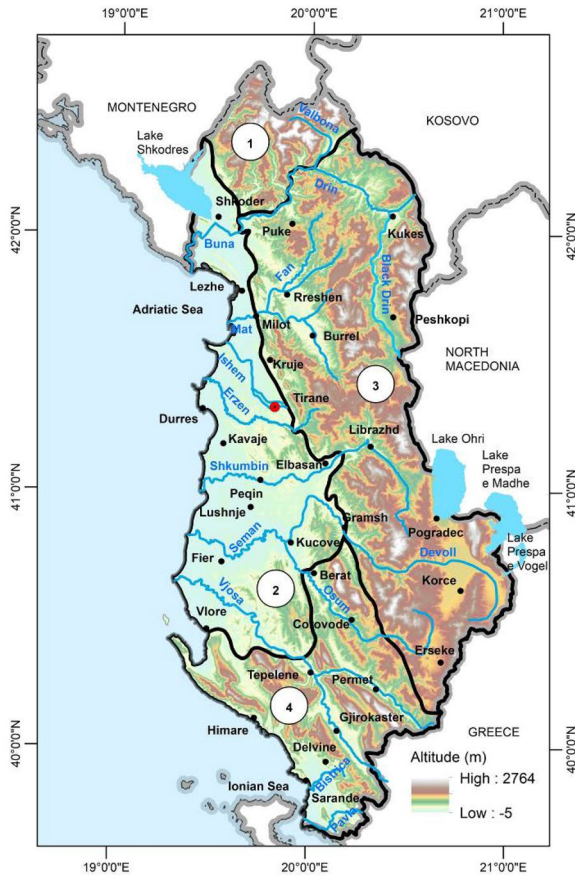 19°0'0"E
20°0'0"E
21°0'0"E
MONTENEGRO
KOSOVO
Valbona
Lake
Shkodres
1
Drin
Shkoder
Puke
Kukes
42°0'0"N
42°0'0"N
Buna
Fan
Black Drin
Lezhe
Rreshen
Adriatic Sea
Milot
Peshkopi
Mat
Burrel
NORTH
MACEDONIA
Ishem
Kruje
3
Erzen
Tirane
Durres
Librazhd
Lake Ohri
Kavaje
Lake
Prespa
e Madhe
Shkumbin
Elbasan
41°0'0"N
41°0'0"N
Peqin
Lushnje
Gramsh
Pogradec
Seman
Kucove
Lake
Prespa
e Vogel
Fier
Devoll
Berat
Korce
Vjosa
2
Osum
Vlore
Corovode
Erseke
Tepelene
Permet
4
Gjirokaster
Himare
GREECE
40°0'0"N
40°0'0"N
Delvine
Altitude (m)
Bistrica
High : 2764
Ionian Sea
Sarande
Low : -5
Pavla
19°0'0"E
20°0'0"E
21°0'0"E